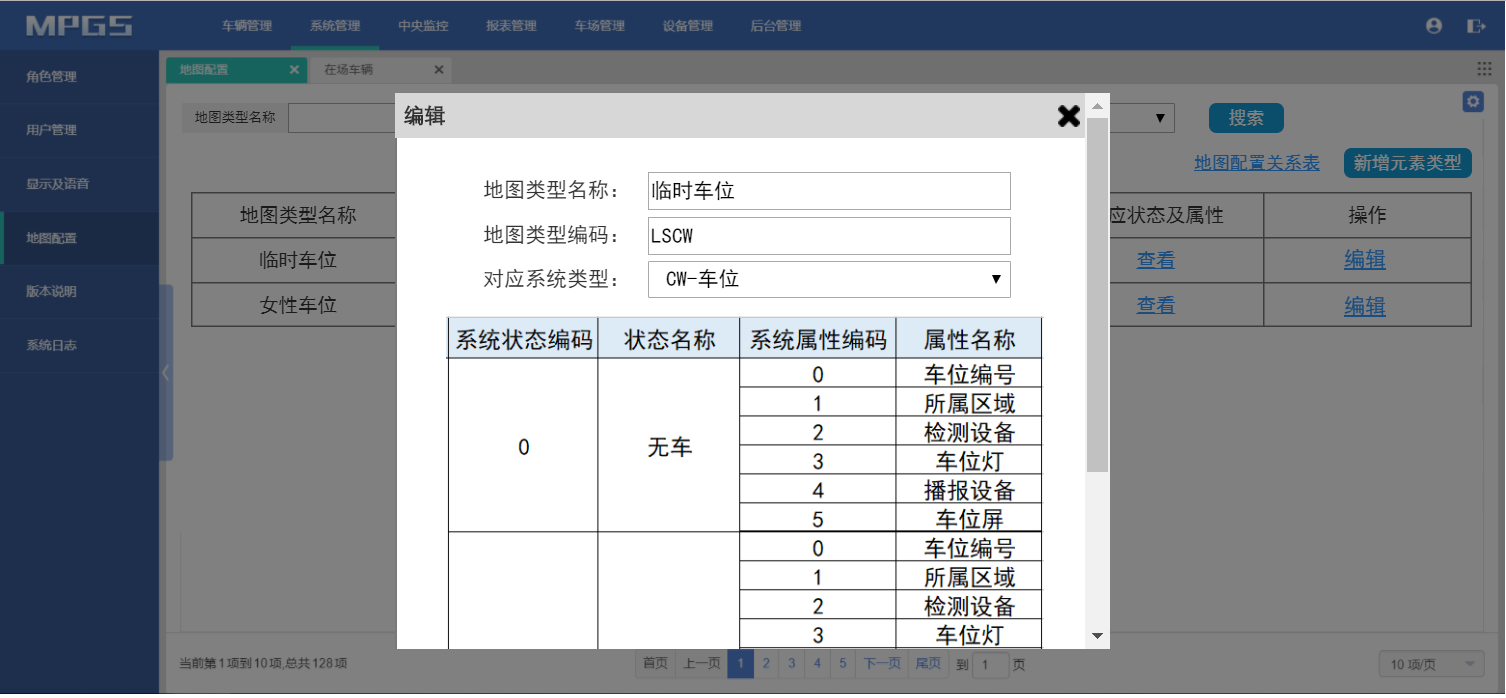 MPGS 车辆管理 系统管理 中央监控 报表管理 车场管理 设备管理 后台管理
角色管理
用户管理
显示及语音
地图配置
版本说明
系统日志
地图配置 × 在场车辆 ×
地图类型名称 搜索
地图配置关系表 新增元素类型
地图类型名称 应状态及属性 操作
临时车位 查看 编辑
女性车位 查看 编辑
编辑
地图类型名称： 临时车位
地图类型编码： LSCW
对应系统类型： CW-车位
系统状态编码 状态名称 系统属性编码 属性名称
0 无车
0 车位编号
1 所属区域
2 检测设备
3 车位灯
4 播报设备
5 车位屏
0 车位编号
1 所属区域
2 检测设备
3 车位灯
当前第1项到10项,总共128项 首页 上一页 1 2 3 4 5 下一页 尾页 到 1 页 10 项/页